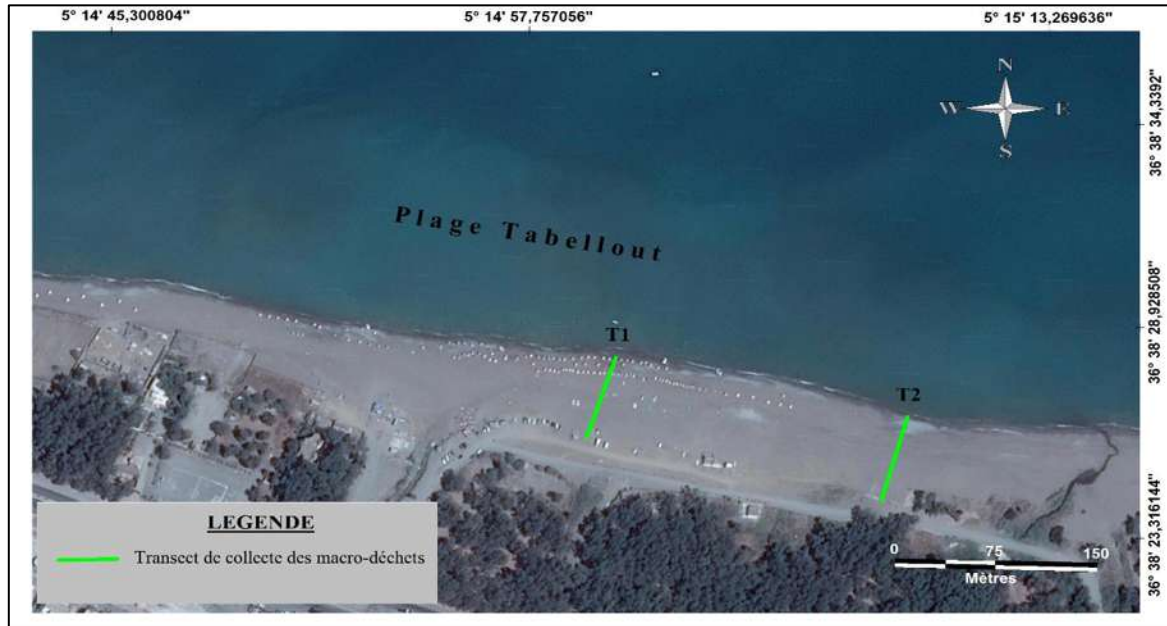 5° 14' 45,300804"
5° 14' 57,757056"
5° 15' 13,269636"
N
W
E
S
36° 38' 34,3392"
Plage Tabellout
36° 38' 28,928508"
T1
T2
36° 38' 23,316144"
LEGENDE
Transect de collecte des macro-déchets
0 75 150
Mètres